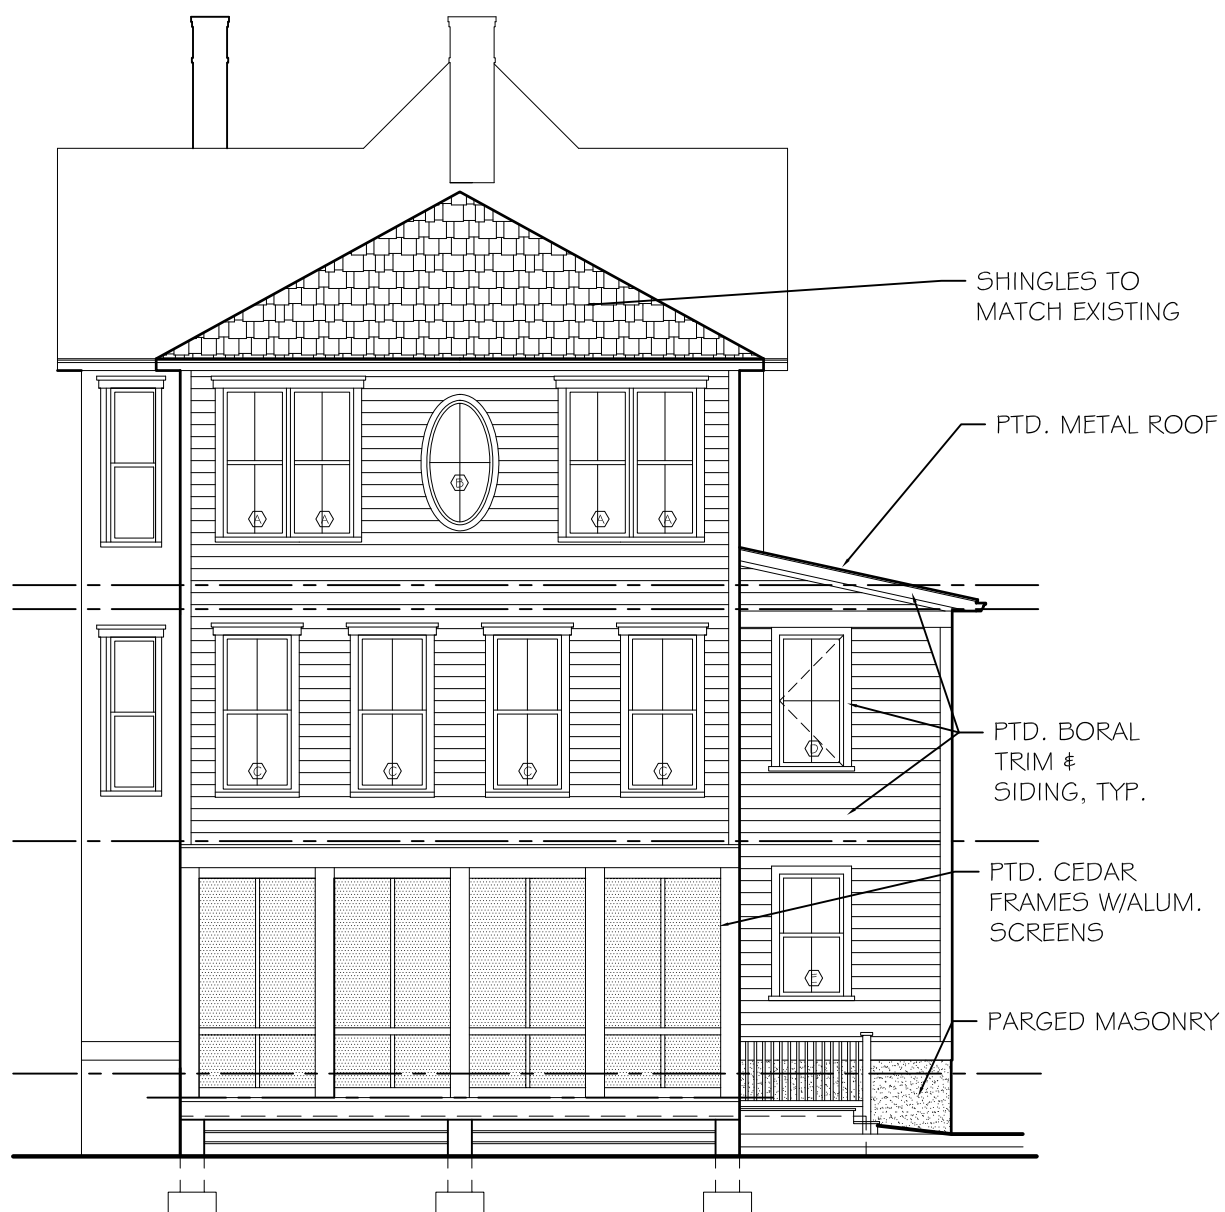 SHINGLES TO
MATCH EXISTING
PTD. METAL ROOF
B
A A A A
PTD. BORAL
TRIM &
SIDING, TYP.
D
C C C C
PTD. CEDAR
FRAMES W/ALUM.
SCREENS
E
PARGED MASONRY